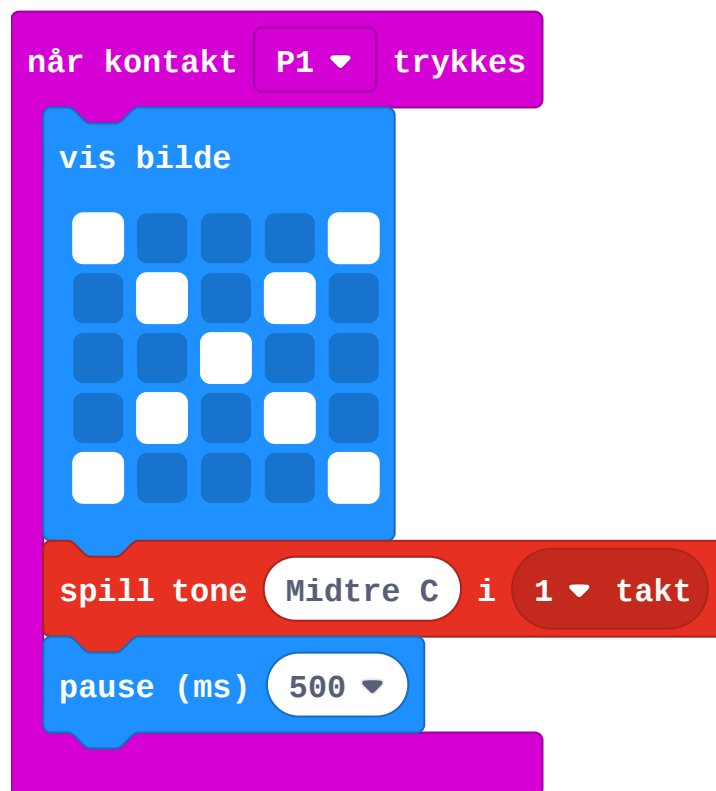 når kontakt P1 trykkes
vis bilde
spill tone Midtre C i 1 takt
pause (ms) 500